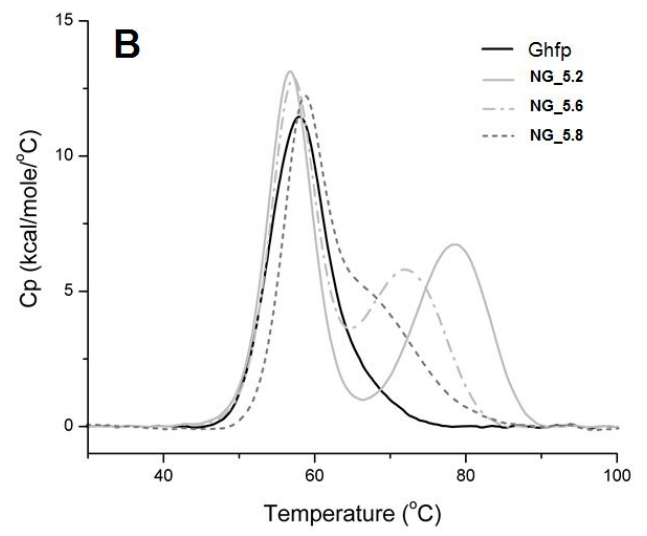 B
15
10
5
0
Cp (kcal/mole/°C)
Ghfp
NG_5.2
NG_5.6
NG_5.8
40 60 80 100
Temperature (°C)